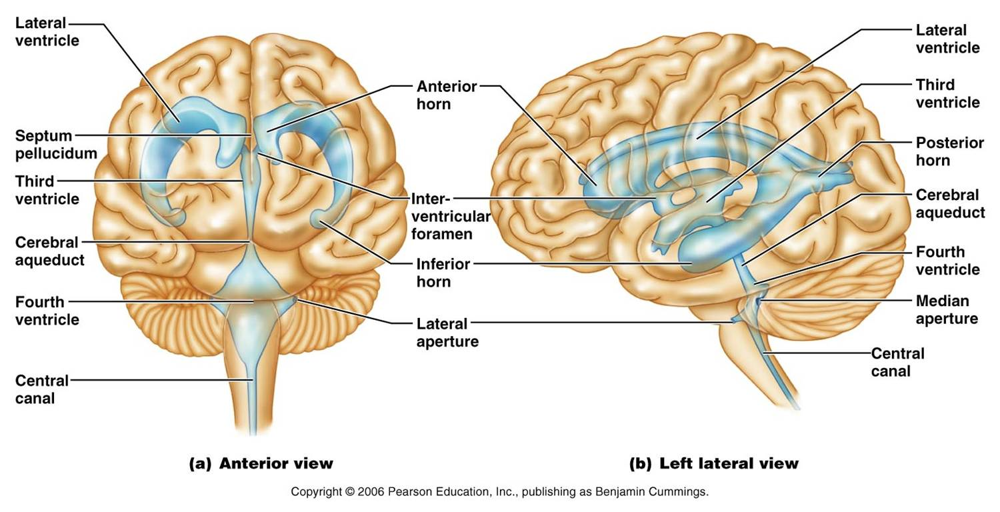 Lateral
ventricle
Septum
pellucidum
Third
ventricle
Cerebral
aqueduct
Fourth
ventricle
Central
canal
Anterior
horn
Inter-
ventricular
foramen
Inferior
horn
Lateral
aperture
Lateral
ventricle
Third
ventricle
Posterior
horn
Cerebral
aqueduct
Fourth
ventricle
Median
aperture
Central
canal
(a) Anterior view
(b) Left lateral view
Copyright © 2006 Pearson Education, Inc., publishing as Benjamin Cummings.